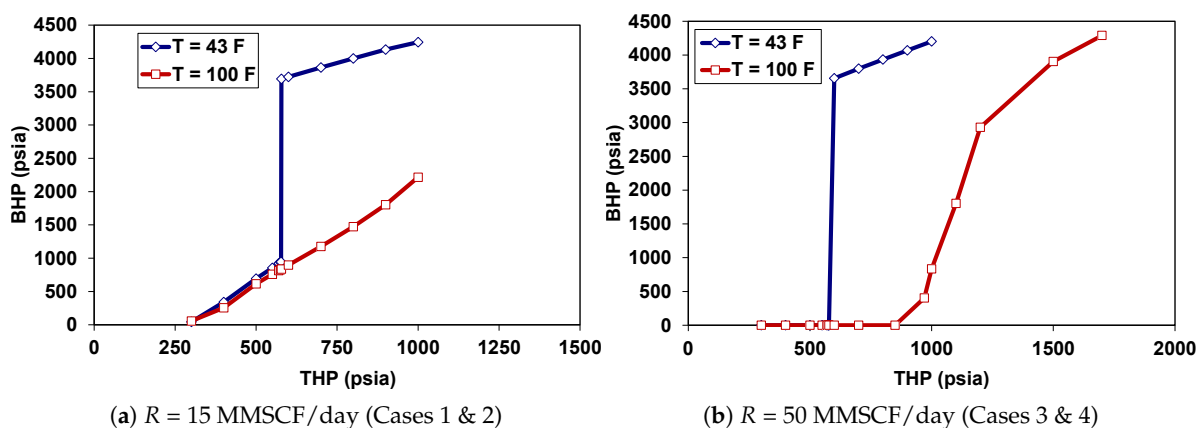 4500
4000
3500
3000
2500
2000
1500
1000
500
0
BHP (psia)
T = 43 F
T = 100 F
0 250 500 750 1000 1250 1500
THP (psia)
(a) R = 15 MMSCF/day (Cases 1 & 2)
4500
4000
3500
3000
2500
2000
1500
1000
500
0
BHP (psia)
T = 43 F
T = 100 F
0 500 1000 1500 2000
THP (psia)
(b) R = 50 MMSCF/day (Cases 3 & 4)